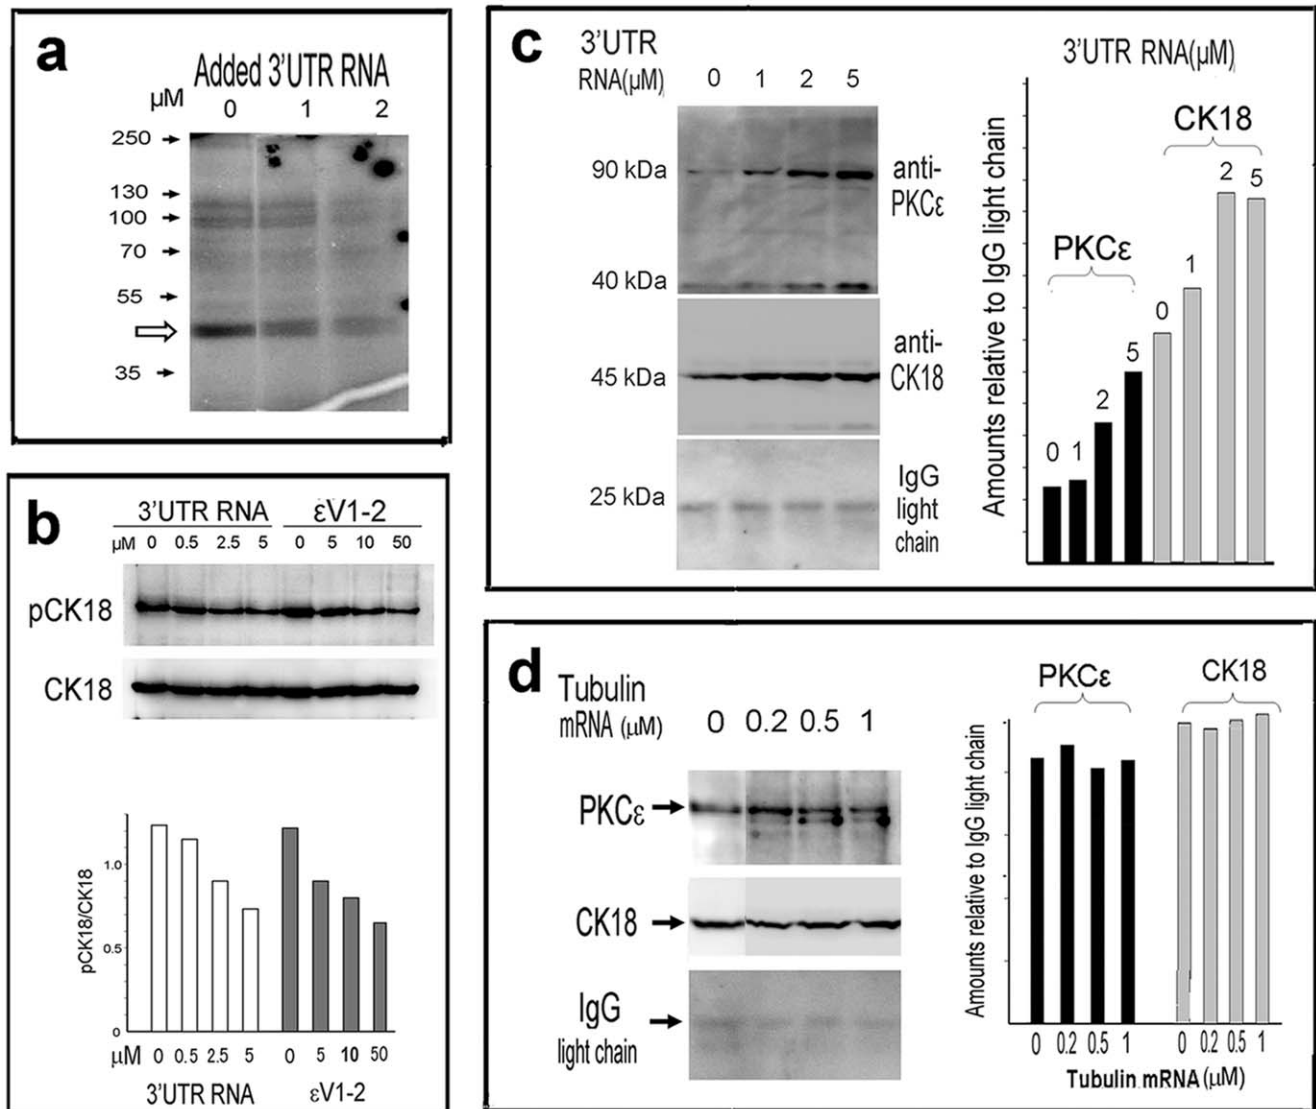 a
Added 3’UTR RNA
µM 0 1 2
250
130
100
70
55
35
b
3’UTR RNA εV1-2
µM 0 0.5 2.5 5 0 5 10 50
pCK18
CK18
pCK18/CK18
1.0
0.5
0
µM 0 0.5 2.5 5 0 5 10 50
3’UTR RNA εV1-2
c
3’UTR
RNA(µM) 0 1 2 5
90 kDa
anti-
PKCε
40 kDa
45 kDa
anti-
CK18
25 kDa
IgG
light
chain
3’UTR RNA(µM)
Amounts relative to IgG light chain
CK18
PKCε
0 1 2 5
0 1 2 5
d
Tubulin
mRNA (µM) 0 0.2 0.5 1
PKCε
CK18
IgG
light chain
PKCε CK18
Amounts relative to IgG light chain
0 0.2 0.5 1 0 0.2 0.5 1
Tubulin mRNA (µM)